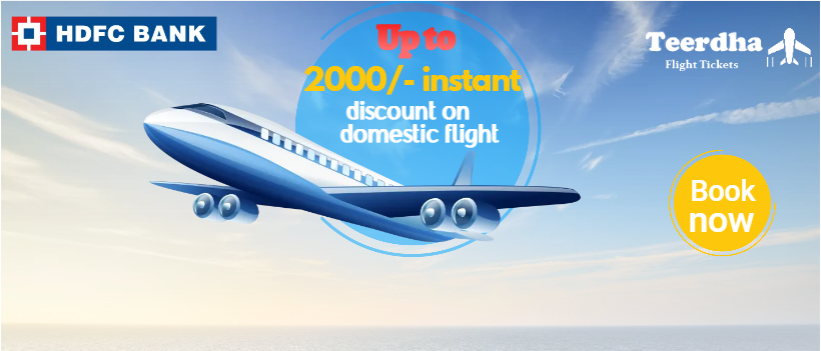 HDFC BANK
Up to
2000/- instant
discount on
domestic flight
Teerdha
Flight Tickets
Book
now